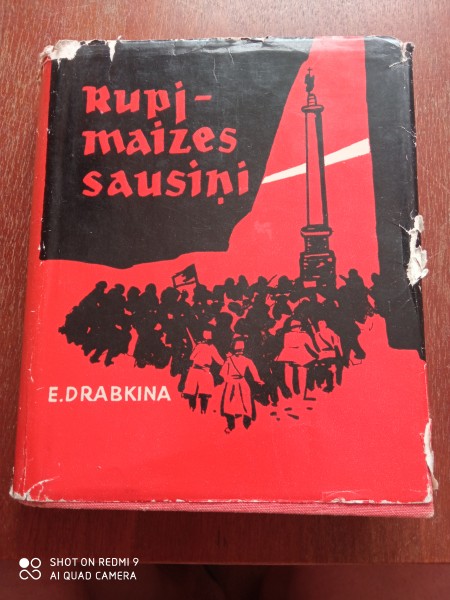 Rupj-
maizes
sausiņi
E.DRABKINA
SHOT ON REDMI 9
AI QUAD CAMERA